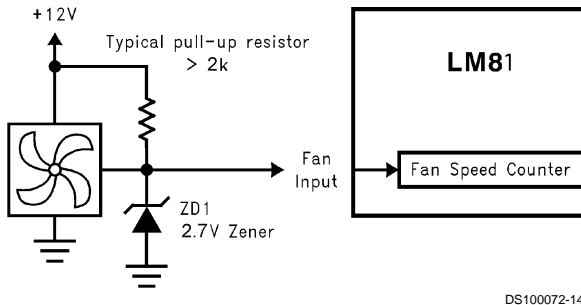 +12V
Typical pull-up resistor
> 2k
LM81
Fan
Input
Fan Speed Counter
ZD1
2.7V Zener
DS100072-14